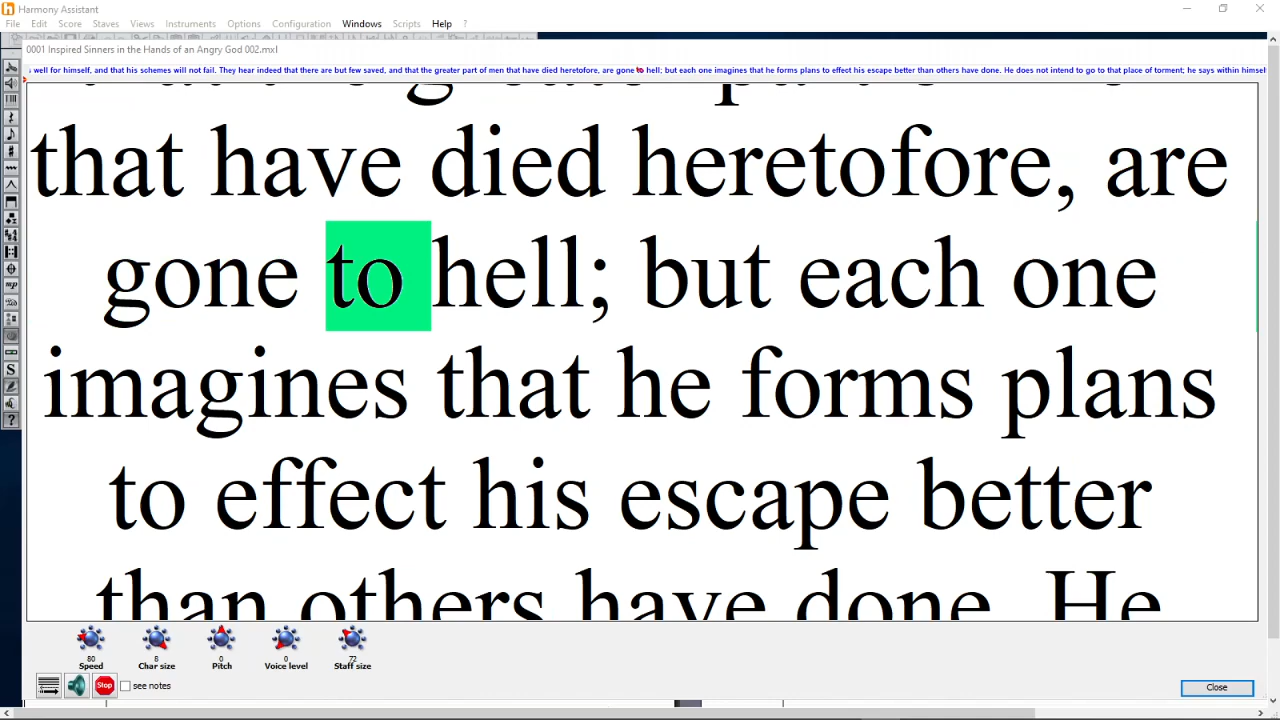 Harmony Assistant
File Edit Score Staves Views Instruments Options Configuration Windows Scripts Help ?
0001 Inspired Sinners in the Hands of an Angry God 002.mxl
well for himself, and that his schemes will not fail. They hear indeed that there are but few saved, and that the greater part of men that have died heretofore, are gone to hell; but each one imagines that he forms plans to effect his escape better than others have done. He does not intend to go to that place of torment; he says within himsel
that have died heretofore, are
gone to hell; but each one
imagines that he forms plans
to effect his escape better
than others have done. He
80 6 0 0 72
Speed Char size Pitch Voice level Staff size
Stop see notes Close